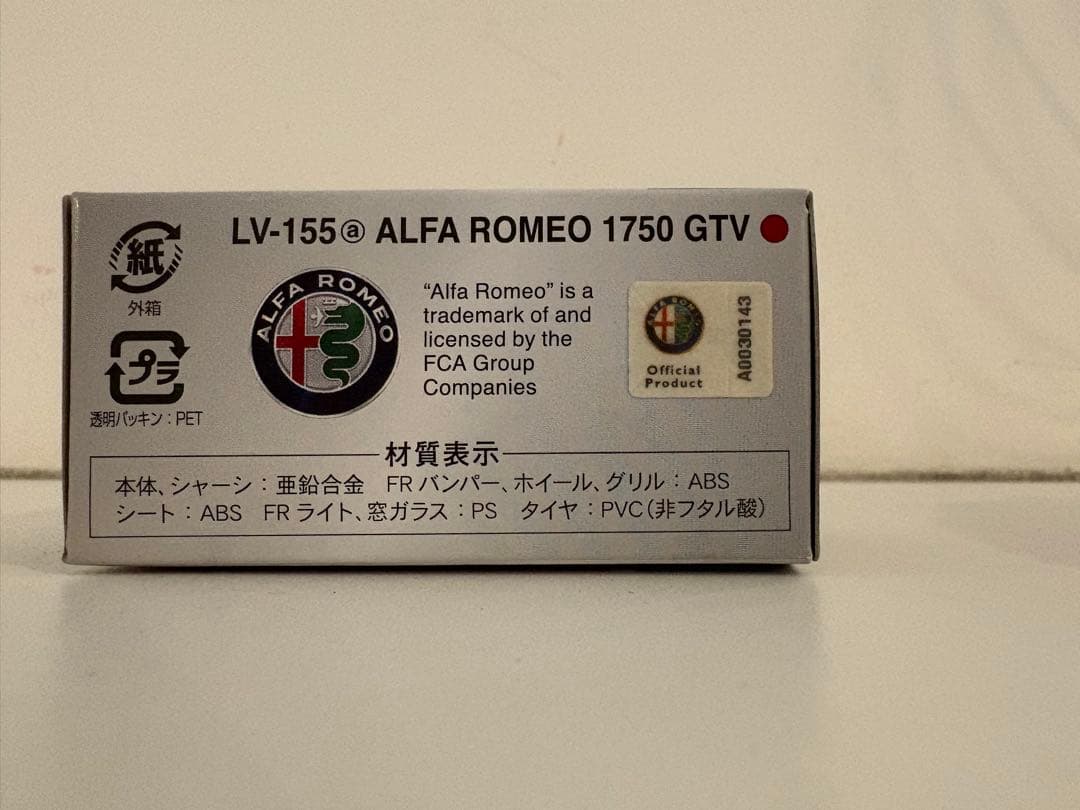 LV-155ⓐ ALFA ROMEO 1750 GTV
紙
外箱
プラ
透明パッキン：PET
ALFA ROMEO
“Alfa Romeo” is a
trademark of and
licensed by the
FCA Group
Companies
Official
Product
A0030143
材質表示
本体、シャーシ：亜鉛合金　FRバンパー、ホイール、グリル：ABS
シート：ABS　FRライト、窓ガラス：PS　タイヤ：PVC（非フタル酸）